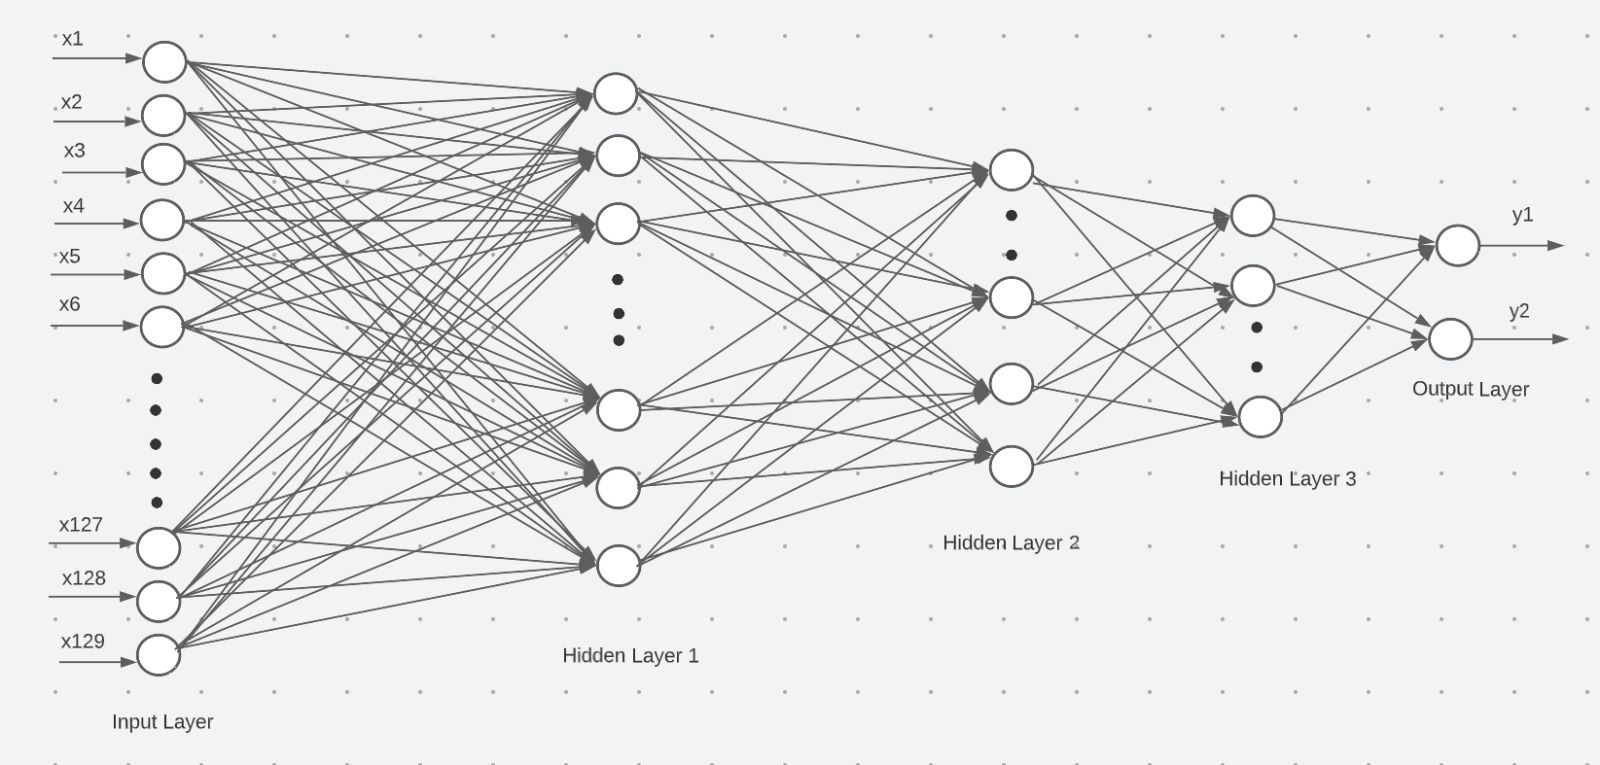 x1
x2
x3
x4
x5
x6
x127
x128
x129
Input Layer
Hidden Layer 1
Hidden Layer 2
Hidden Layer 3
y1
y2
Output Layer